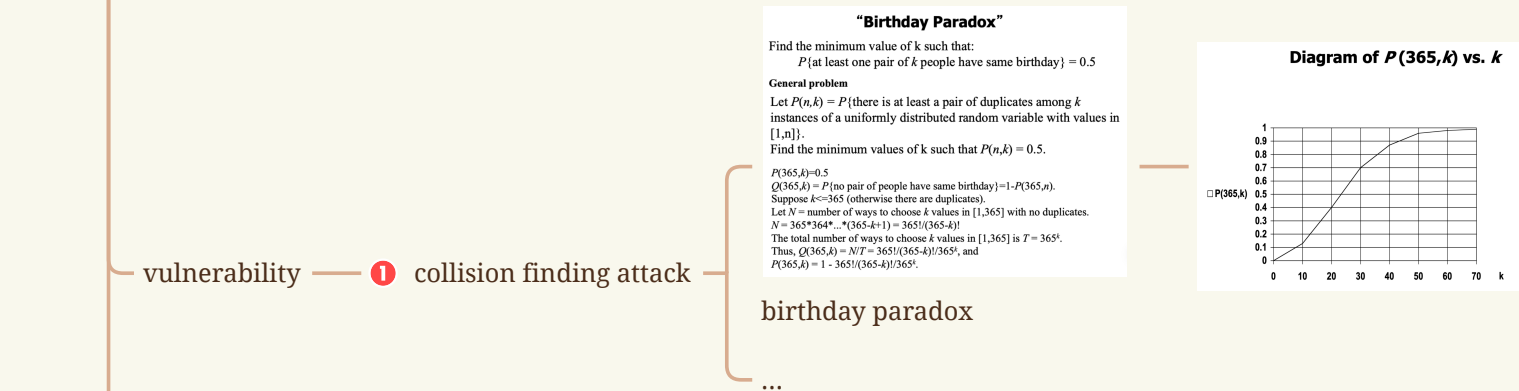 vulnerability
1
collision finding attack
“Birthday Paradox”
Find the minimum value of k such that:
P{at least one pair of k people have same birthday} = 0.5
General problem
Let P(n,k) = P{there is at least a pair of duplicates among k
instances of a uniformly distributed random variable with values in
[1,n]}.
Find the minimum values of k such that P(n,k) = 0.5.
P(365,k)=0.5
Q(365,k) = P{no pair of people have same birthday}=1-P(365,n).
Suppose k<=365 (otherwise there are duplicates).
Let N = number of ways to choose k values in [1,365] with no duplicates.
N = 365*364*...*(365-k+1) = 365!/(365-k)!
The total number of ways to choose k values in [1,365] is T = 365ᵏ.
Thus, Q(365,k) = N/T = 365!/(365-k)!/365ᵏ, and
P(365,k) = 1 - 365!/(365-k)!/365ᵏ.
birthday paradox
...
Diagram of P(365,k) vs. k
1
0.9
0.8
0.7
0.6
0.5
0.4
0.3
0.2
0.1
0
□ P(365,k)
0 10 20 30 40 50 60 70 k